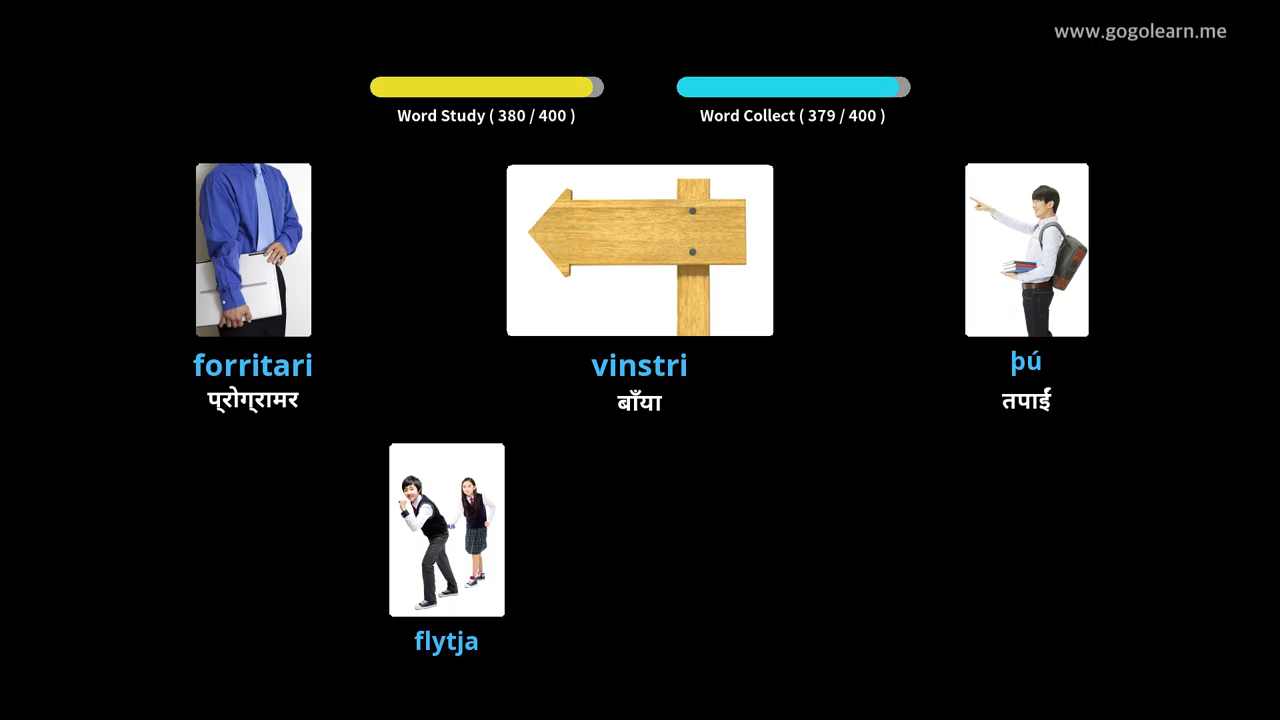 www.gogolearn.me
Word Study ( 380 / 400 )
Word Collect ( 379 / 400 )
forritari
प्रोग्रामर
vinstri
बाँया
þú
तपाईं
flytja